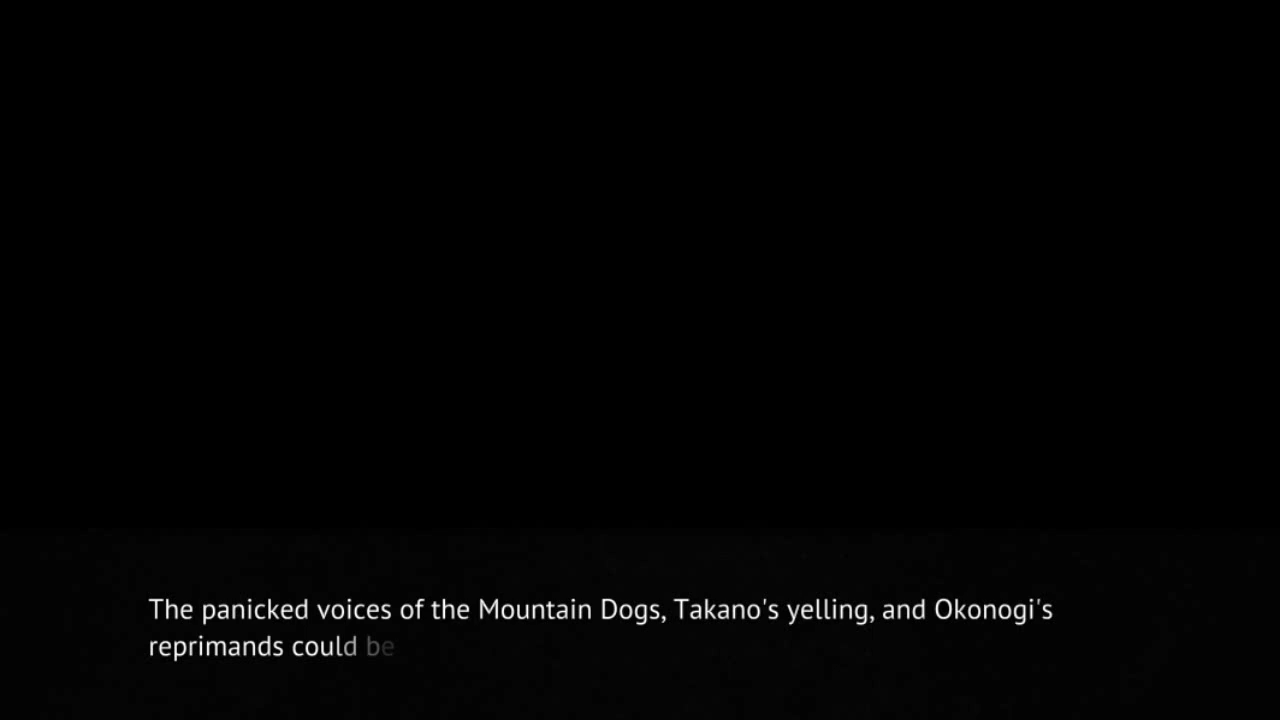 The panicked voices of the Mountain Dogs, Takano's yelling, and Okonogi's
reprimands could be